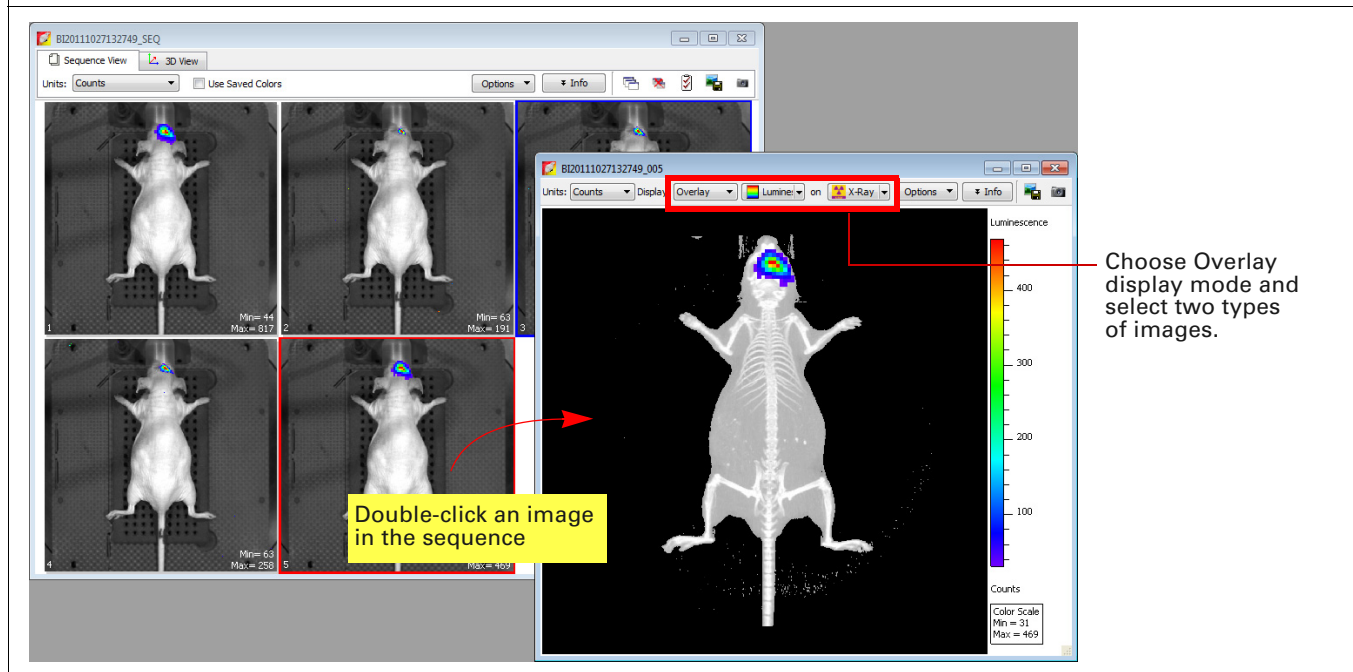 BI20111027132749_SEQ
Sequence View 3D View
Units: Counts Use Saved Colors Options Info
1 Min= 44
Max= 817
2 Min= 63
Max= 191
3
4 Min= 63
Max= 258
5
Max= 469
Double-click an image
in the sequence
BI20111027132749_005
Units: Counts Display Overlay Lumines on X-Ray Options Info
Luminescence
400
300
200
100
Counts
Color Scale
Min = 31
Max = 469
Choose Overlay
display mode and
select two types
of images.